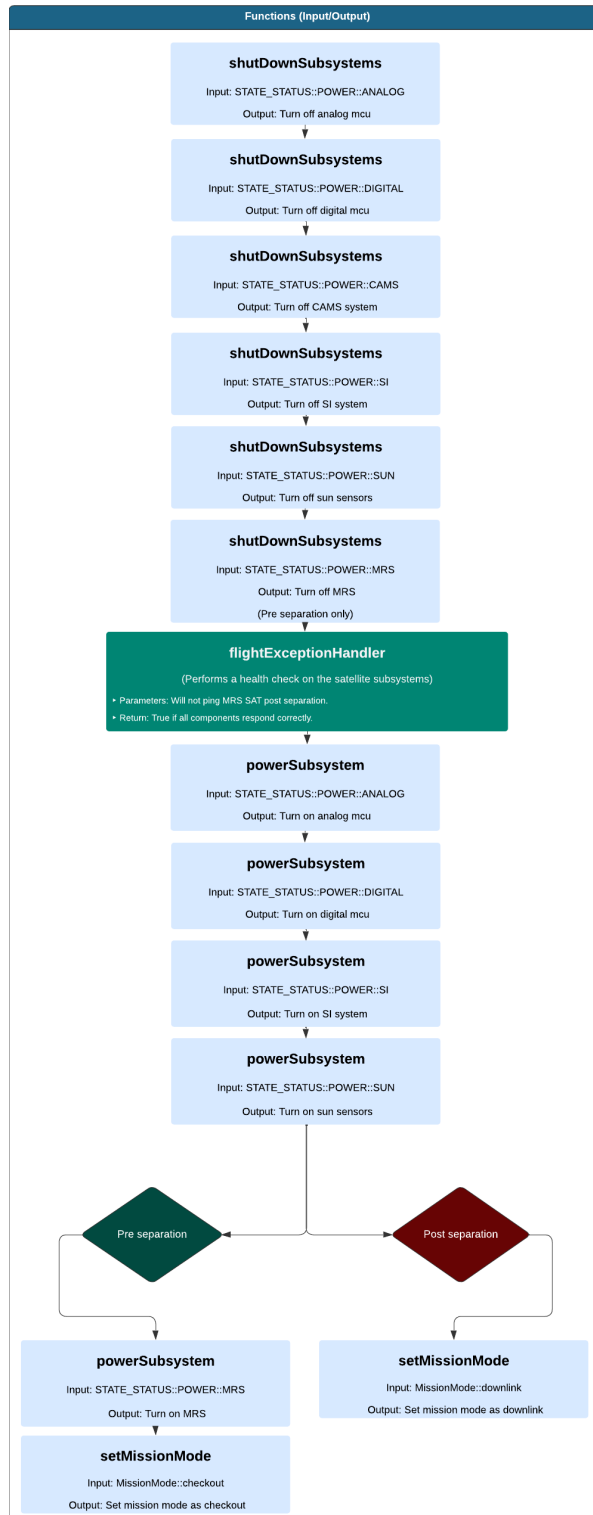 Functions (Input/Output)
shutDownSubsystems
Input: STATE_STATUS::POWER::ANALOG
Output: Turn off analog mcu
shutDownSubsystems
Input: STATE_STATUS::POWER::DIGITAL
Output: Turn off digital mcu
shutDownSubsystems
Input: STATE_STATUS::POWER::CAMS
Output: Turn off CAMS system
shutDownSubsystems
Input: STATE_STATUS::POWER::SI
Output: Turn off SI system
shutDownSubsystems
Input: STATE_STATUS::POWER::SUN
Output: Turn off sun sensors
shutDownSubsystems
Input: STATE_STATUS::POWER::MRS
Output: Turn off MRS
(Pre separation only)
flightExceptionHandler
(Performs a health check on the satellite subsystems)
‣ Parameters: Will not ping MRS SAT post separation.
‣ Return: True if all components respond correctly.
powerSubsystem
Input: STATE_STATUS::POWER::ANALOG
Output: Turn on analog mcu
powerSubsystem
Input: STATE_STATUS::POWER::DIGITAL
Output: Turn on digital mcu
powerSubsystem
Input: STATE_STATUS::POWER::SI
Output: Turn on SI system
powerSubsystem
Input: STATE_STATUS::POWER::SUN
Output: Turn on sun sensors
Pre separation
Post separation
powerSubsystem
Input: STATE_STATUS::POWER::MRS
Output: Turn on MRS
setMissionMode
Input: MissionMode::checkout
Output: Set mission mode as checkout
setMissionMode
Input: MissionMode::downlink
Output: Set mission mode as downlink